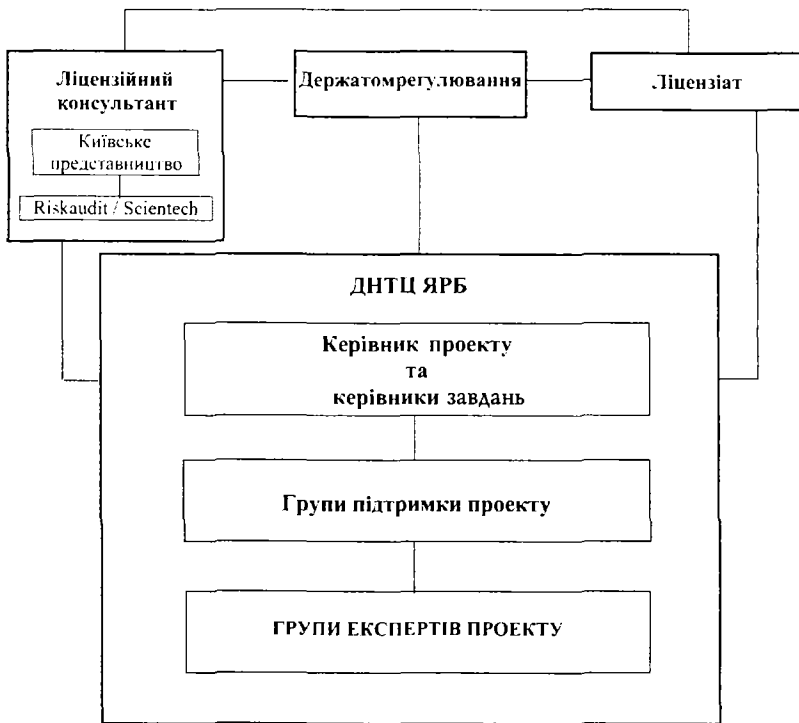 Ліцензійний
консультант
Київське
представництво
Riskaudit / Scientech
Держатомрегулювання
Ліцензіат
ДНТЦ ЯРБ
Керівник проекту
та
керівники завдань
Групи підтримки проекту
ГРУПИ ЕКСПЕРТІВ ПРОЕКТУ